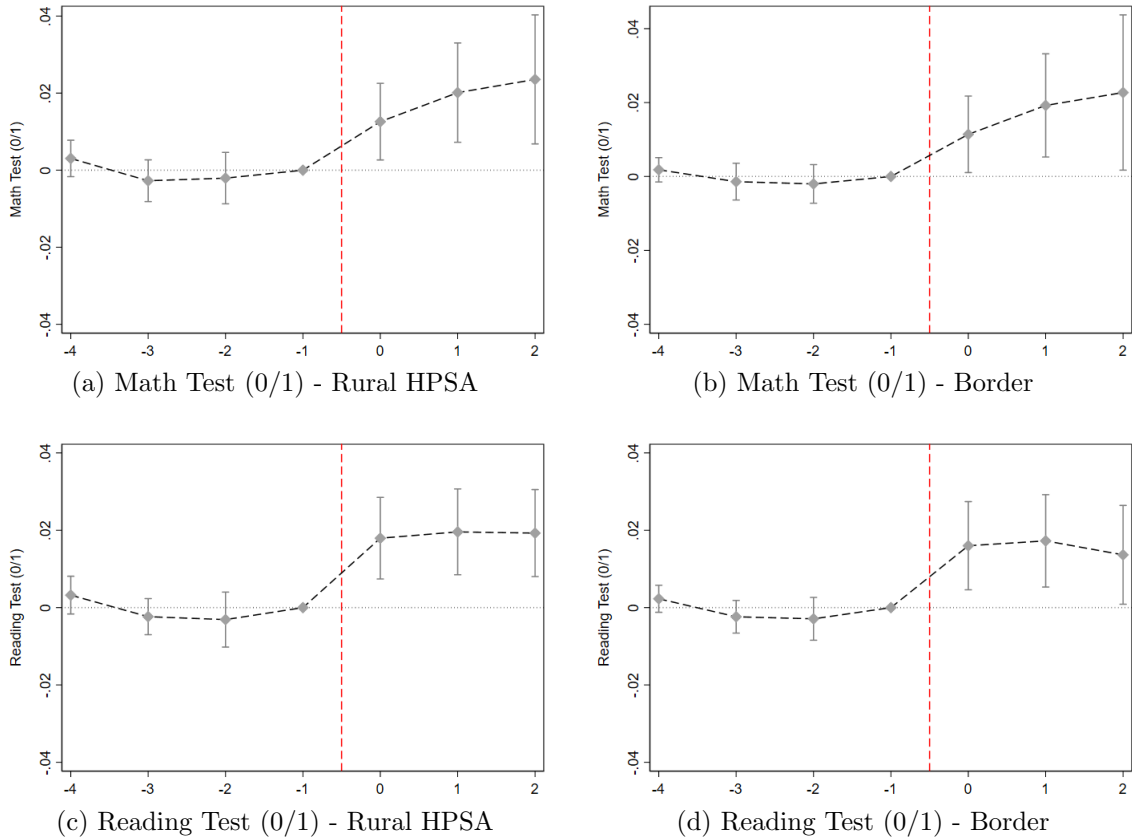 .04
.02
0
-.02
-.04
Math Test (0/1)
-4 -3 -2 -1 0 1 2
(a) Math Test (0/1) - Rural HPSA
.04
.02
0
-.02
-.04
Math Test (0/1)
-4 -3 -2 -1 0 1 2
(b) Math Test (0/1) - Border
.04
.02
0
-.02
-.04
Reading Test (0/1)
-4 -3 -2 -1 0 1 2
(c) Reading Test (0/1) - Rural HPSA
.04
.02
0
-.02
-.04
Reading Test (0/1)
-4 -3 -2 -1 0 1 2
(d) Reading Test (0/1) - Border